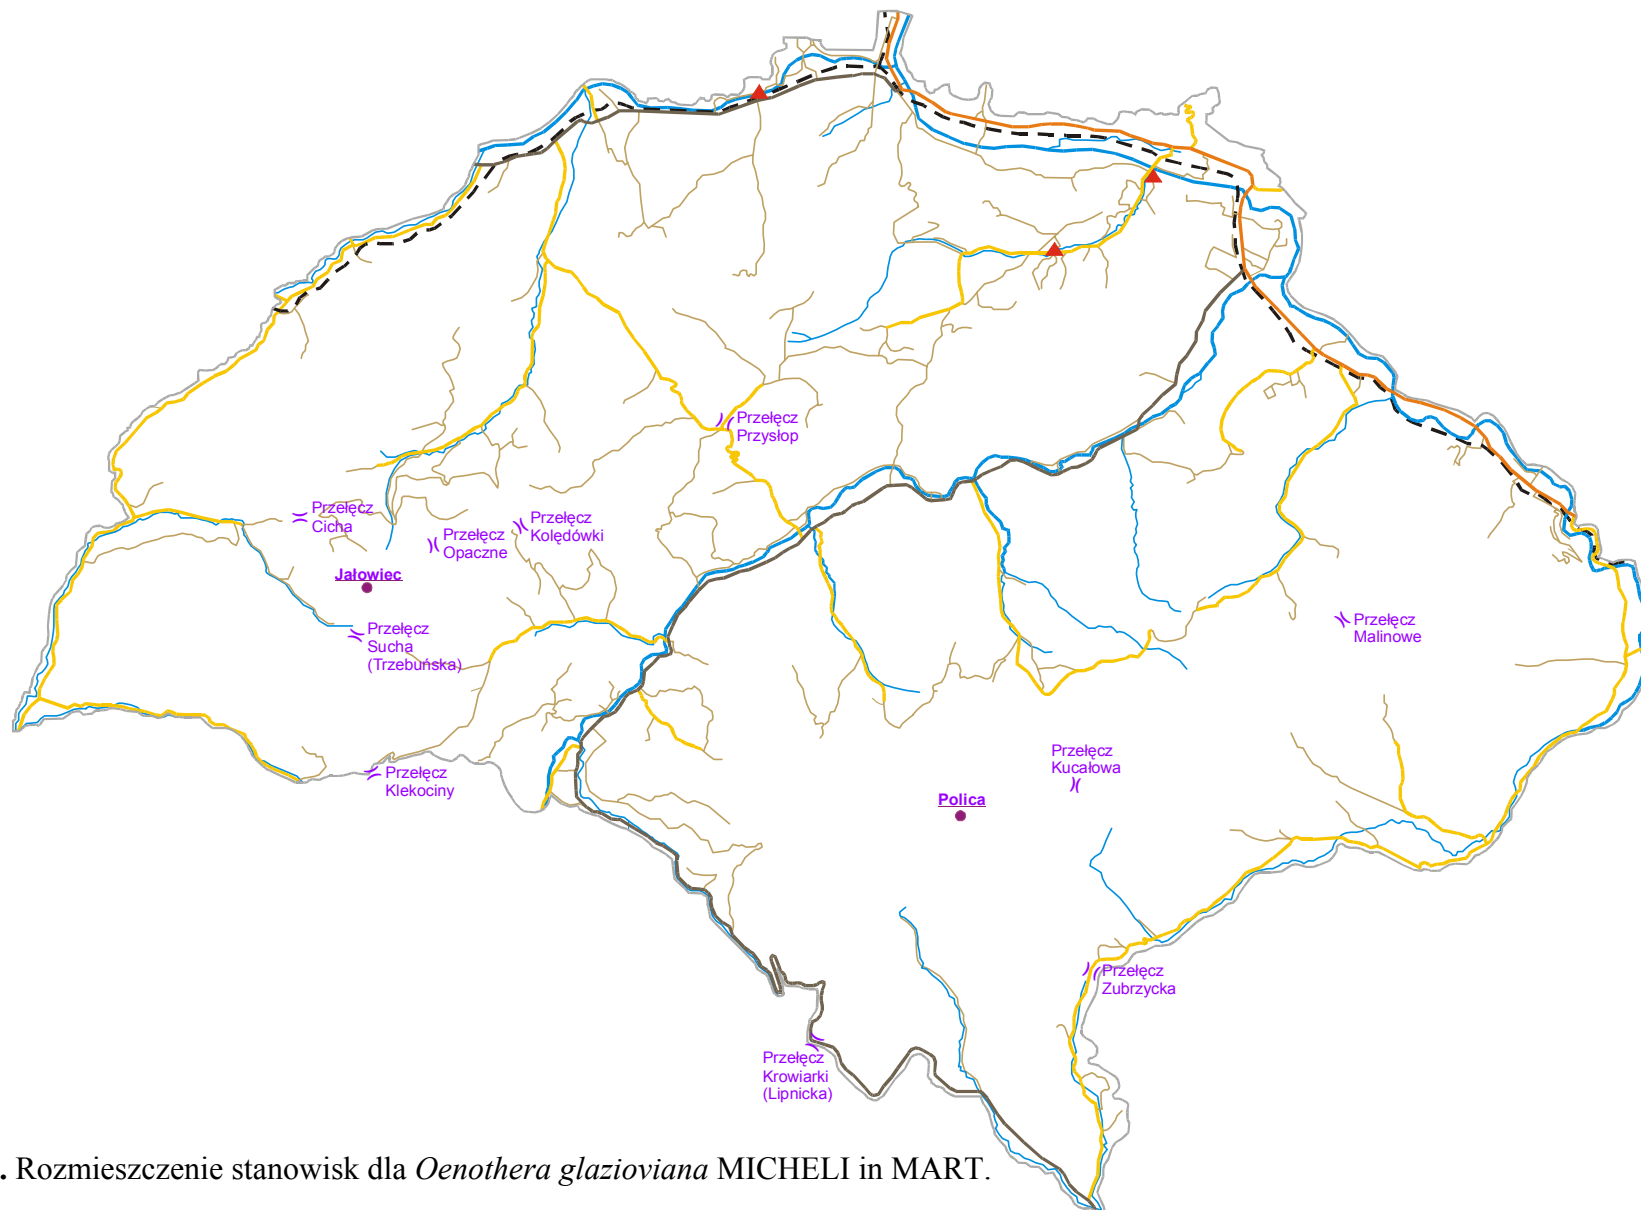 Przełęcz
Przysłop
Przełęcz
Cicha
Przełęcz
Kolędówki
Przełęcz
Opaczne
Jałowiec
Przełęcz
Sucha
(Trzebuńska)
Przełęcz
Malinowe
Przełęcz
Klekociny
Przełęcz
Kucałowa
Polica
Przełęcz
Zubrzycka
Przełęcz
Krowiarki
(Lipnicka)
. Rozmieszczenie stanowisk dla Oenothera glazioviana MICHELI in MART.